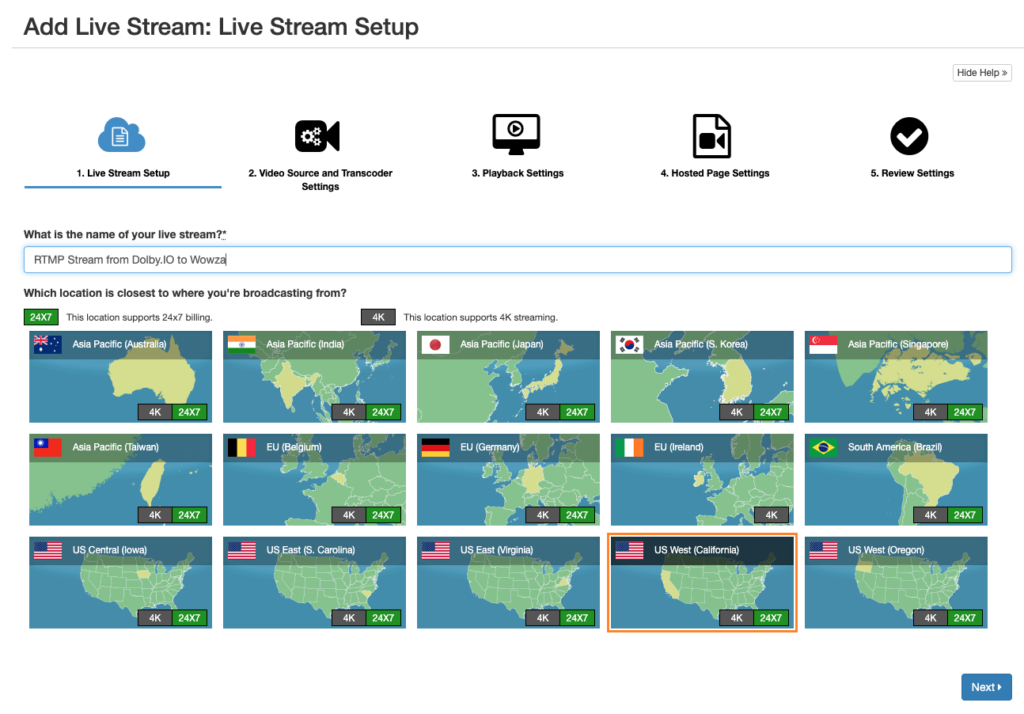 Add Live Stream: Live Stream Setup
Hide Help »
1. Live Stream Setup
2. Video Source and Transcoder
Settings
3. Playback Settings
4. Hosted Page Settings
5. Review Settings
What is the name of your live stream?*
RTMP Stream from Dolby.IO to Wowza
Which location is closest to where you're broadcasting from?
24X7 This location supports 24x7 billing.
4K This location supports 4K streaming.
Asia Pacific (Australia)
4K 24X7
Asia Pacific (India)
4K 24X7
Asia Pacific (Japan)
4K 24X7
Asia Pacific (S. Korea)
4K 24X7
Asia Pacific (Singapore)
4K 24X7
Asia Pacific (Taiwan)
4K 24X7
EU (Belgium)
4K 24X7
EU (Germany)
4K 24X7
EU (Ireland)
4K
South America (Brazil)
4K 24X7
US Central (Iowa)
4K 24X7
US East (S. Carolina)
4K 24X7
US East (Virginia)
4K 24X7
US West (California)
4K 24X7
US West (Oregon)
4K 24X7
Next